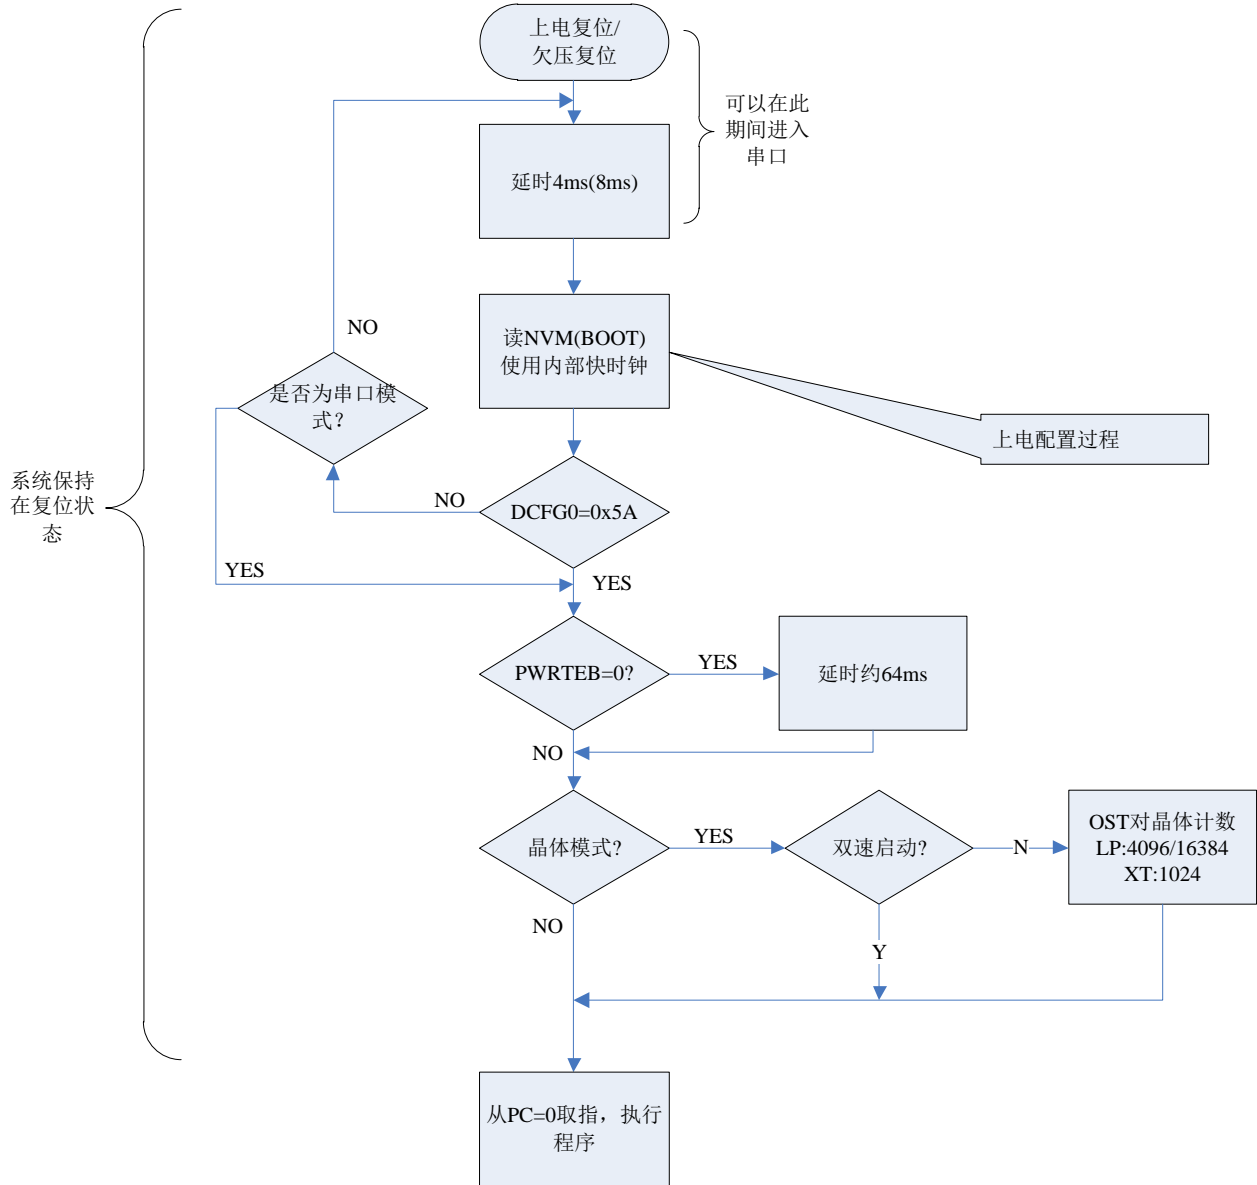 上电复位/
欠压复位
可以在此
期间进入
串口
延时4ms(8ms)
读NVM(BOOT)
使用内部快时钟
NO
是否为串口模
式?
上电配置过程
系统保持
在复位状
态
NO
DCFG0=0x5A
YES
YES
PWRTEB=0?
YES
延时约64ms
NO
晶体模式?
YES
双速启动?
N
OST对晶体计数
LP:4096/16384
XT:1024
NO
Y
从PC=0取指，执行
程序